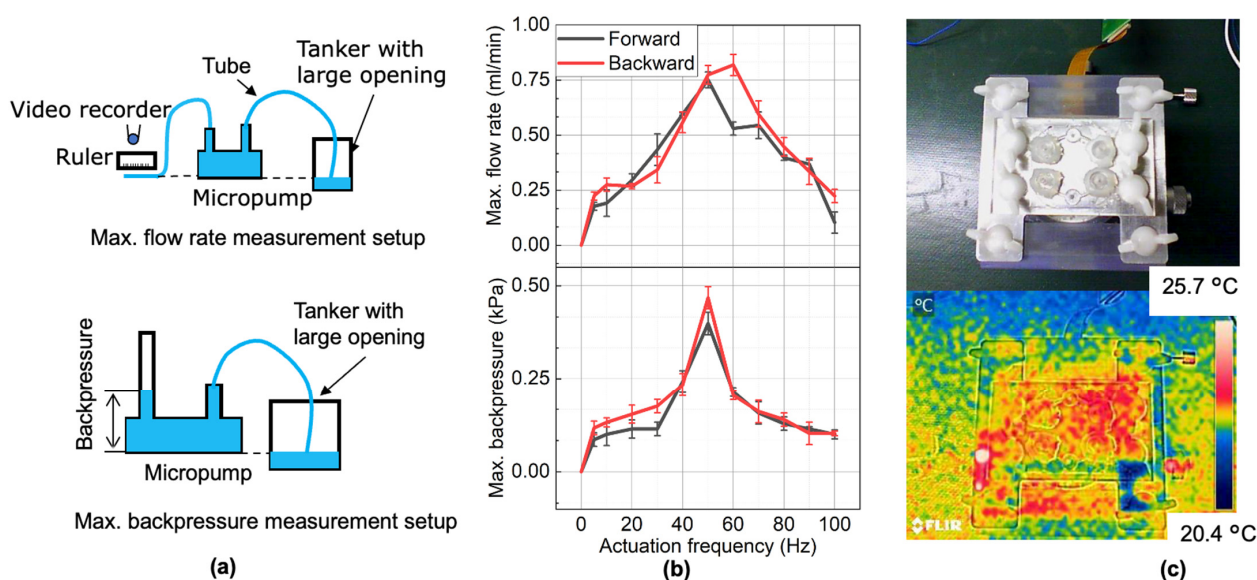 Tanker with
large opening
Tube
Video recorder
Ruler
Micropump
Max. flow rate measurement setup
Tanker with
large opening
Backpressure
Micropump
Max. backpressure measurement setup
(a)
Forward
Backward
Max. flow rate (ml/min)
1.00
0.75
0.50
0.25
0.00
Max. backpressure (kPa)
0.50
0.25
0.00
0 20 40 60 80 100
Actuation frequency (Hz)
(b)
25.7 °C
°C
20.4 °C
FLIR
(c)